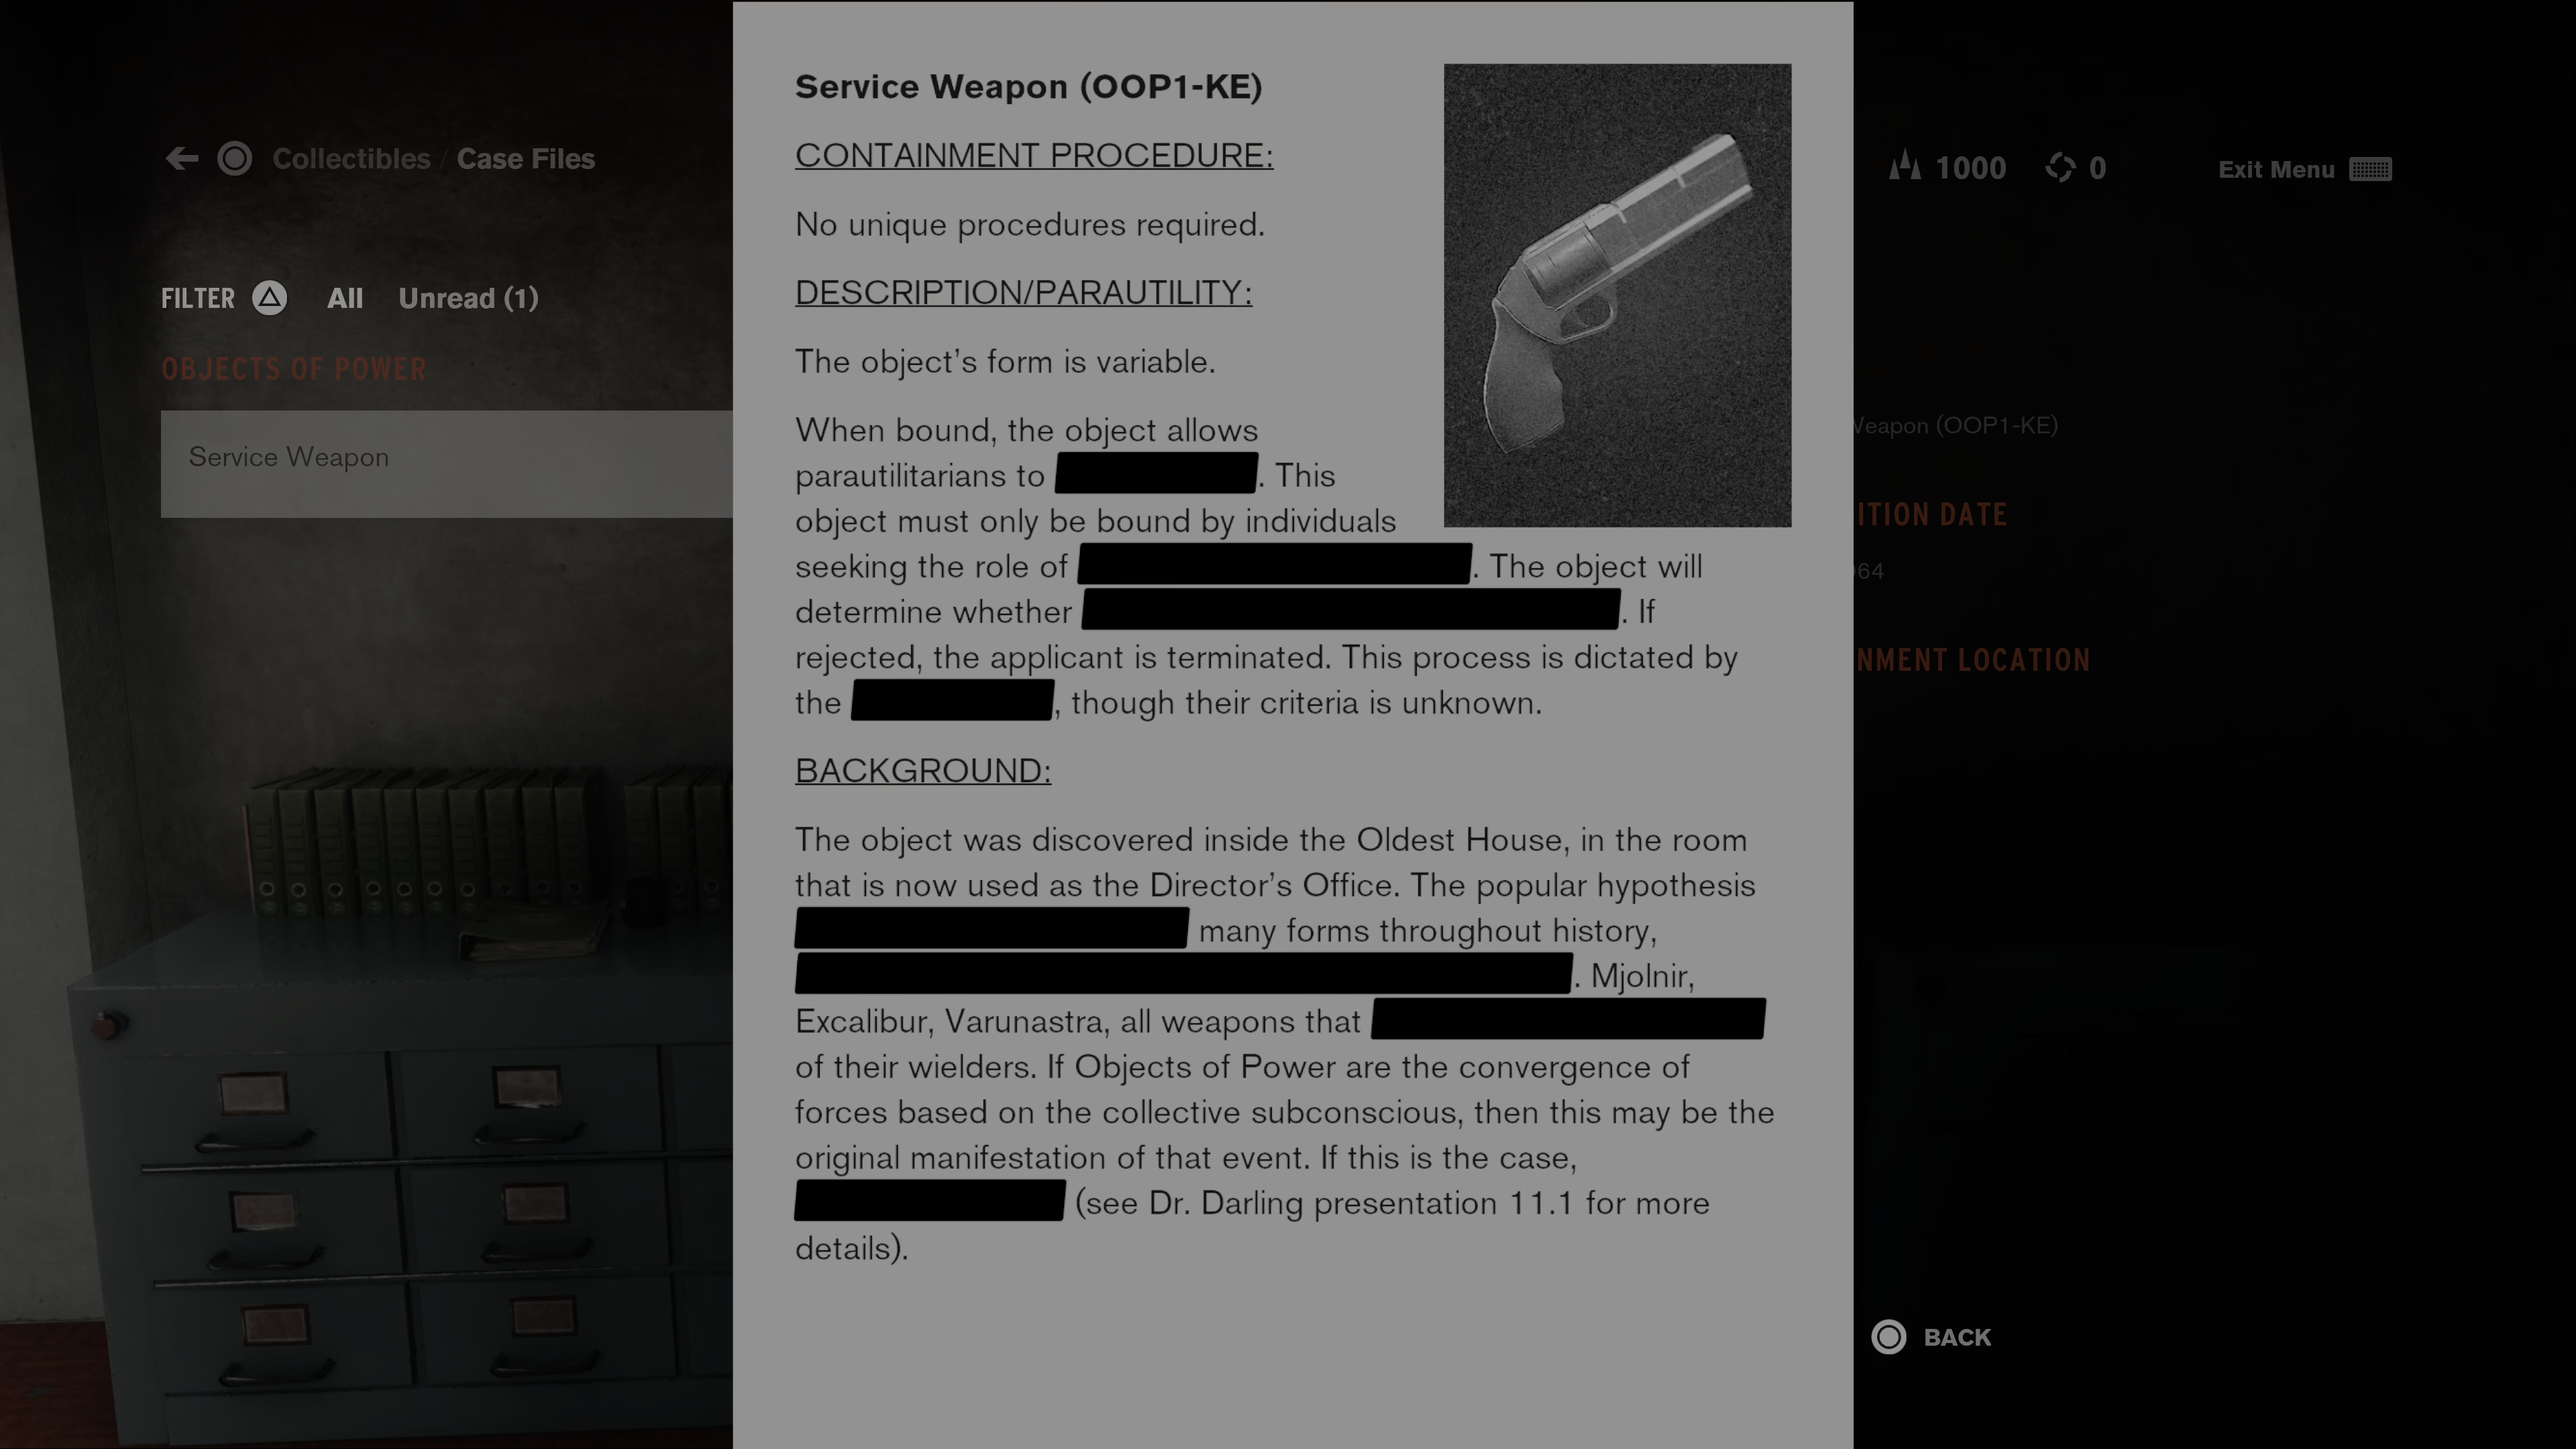 Collectibles / Case Files
1000
0
Exit Menu
FILTER
All
Unread (1)
OBJECTS OF POWER
Service Weapon
Service Weapon (OOP1-KE)
CONTAINMENT PROCEDURE:
No unique procedures required.
DESCRIPTION/PARAUTILITY:
The object's form is variable.
When bound, the object allows
parautilitarians to . This
object must only be bound by individuals
seeking the role of . The object will
determine whether . If
rejected, the applicant is terminated. This process is dictated by
the , though their criteria is unknown.
BACKGROUND:
The object was discovered inside the Oldest House, in the room
that is now used as the Director's Office. The popular hypothesis
many forms throughout history,
. Mjolnir,
Excalibur, Varunastra, all weapons that
of their wielders. If Objects of Power are the convergence of
forces based on the collective subconscious, then this may be the
original manifestation of that event. If this is the case,
(see Dr. Darling presentation 11.1 for more
details).
Weapon (OOP1-KE)
ITION DATE
64
NMENT LOCATION
BACK